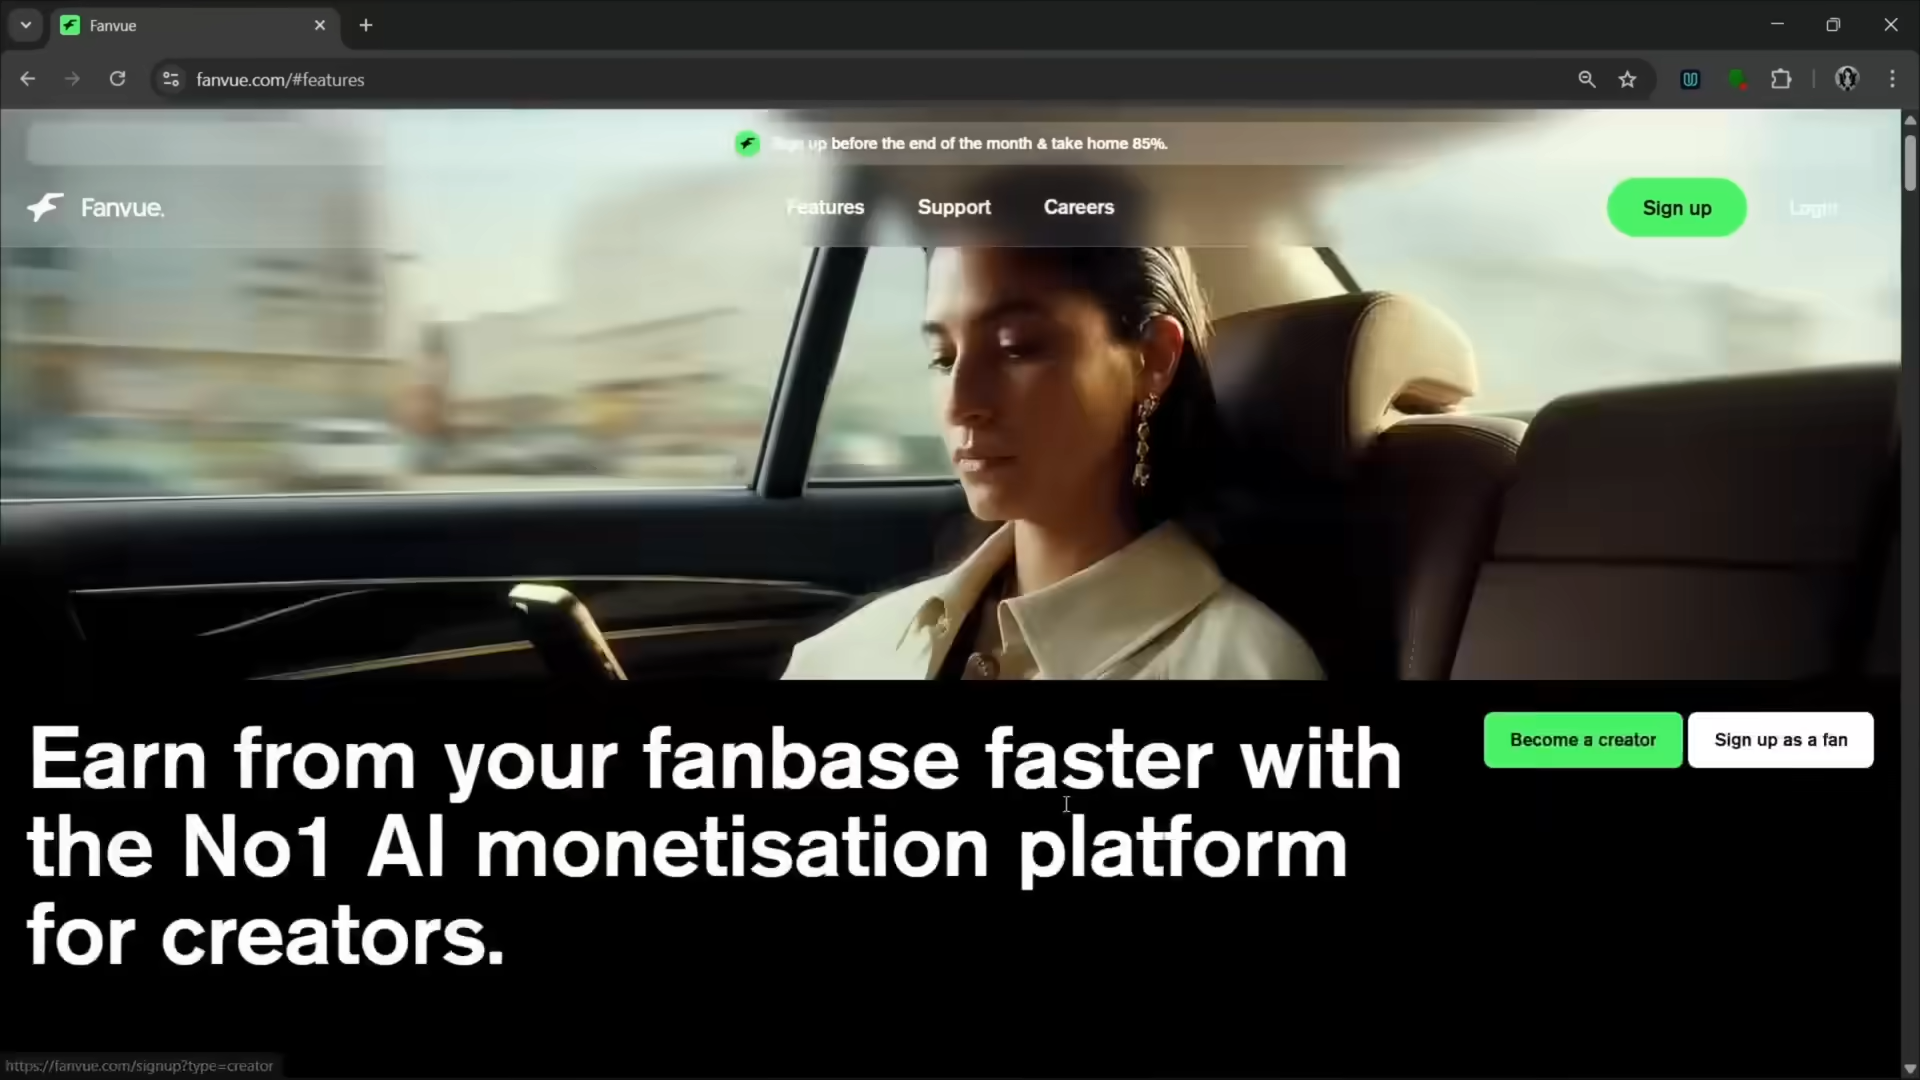 Fanvue
fanvue.com/#features
Sign up before the end of the month & take home 85%.
Fanvue.
Features
Support
Careers
Sign up
Login
Earn from your fanbase faster with
the No1 AI monetisation platform
for creators.
Become a creator
Sign up as a fan
https://fanvue.com/signup?type=creator